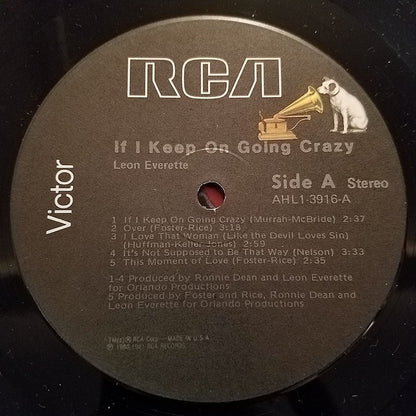 RCA
Victor
If I Keep On Going Crazy
Leon Everette
Side A Stereo
AHL1-3916-A
1 If I Keep On Going Crazy (Murrah-McBride) 2:37
2 Over (Foster-Rice) 3:18
3 I Love That Woman (Like the Devil Loves Sin)
(Huffman-Keller-Jones) 2:59
4 It's Not Supposed to Be That Way (Nelson) 3:33
5 This Moment of Love (Foster-Rice) 2:35
1-4 Produced by Ronnie Dean and Leon Everette
for Orlando Productions
5 Produced by Foster and Rice, Ronnie Dean and
Leon Everette for Orlando Productions
TM(s) ® RCA Corp — MADE IN U.S.A.
RCA RECORDS